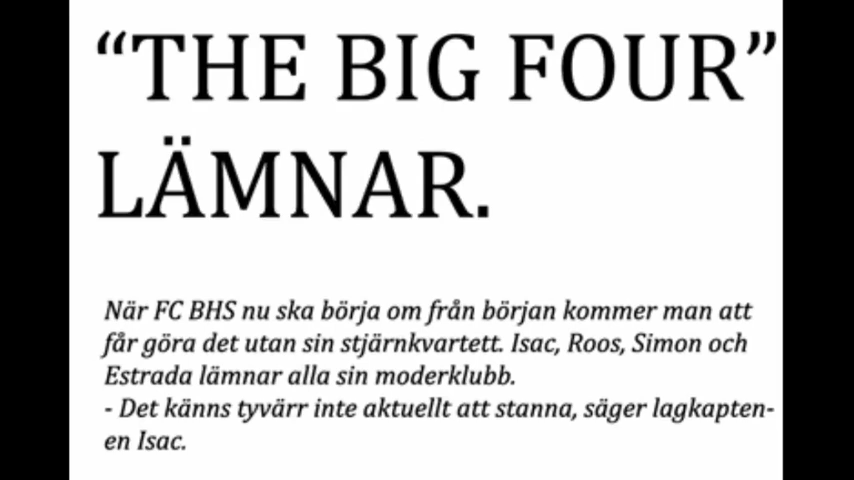 “THE BIG FOUR”
LÄMNAR.
När FC BHS nu ska börja om från början kommer man att
får göra det utan sin stjärnkvartett. Isac, Roos, Simon och
Estrada lämnar alla sin moderklubb.
- Det känns tyvärr inte aktuellt att stanna, säger lagkapten-
en Isac.